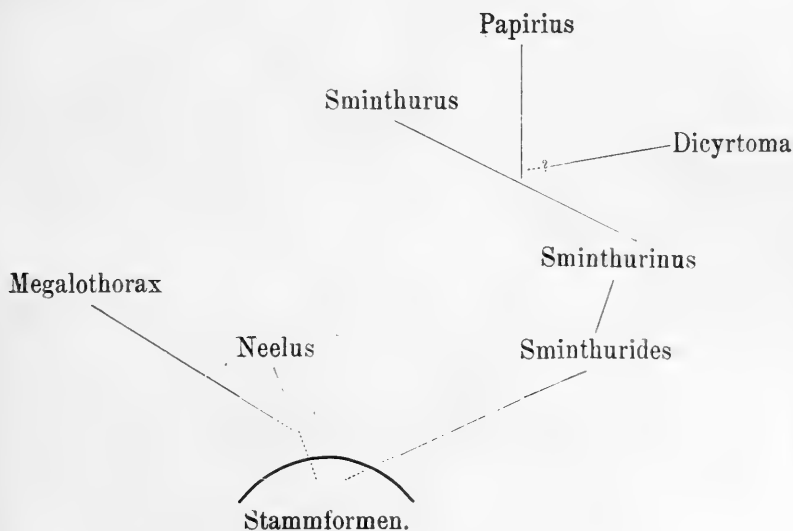 Papirius
Sminthurus
Dicyrtoma
?
Sminthurinus
Megalothorax
Neelus
Sminthurides
Stammformen.